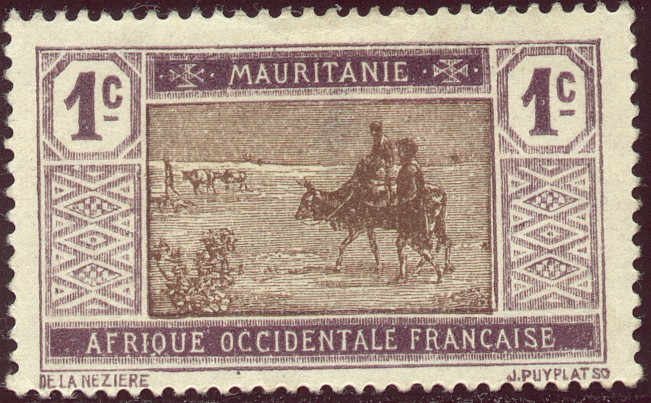 1c MAURITANIE 1c
AFRIQUE OCCIDENTALE FRANCAISE
DE LA NEZIERE J. PUYPLAT SC